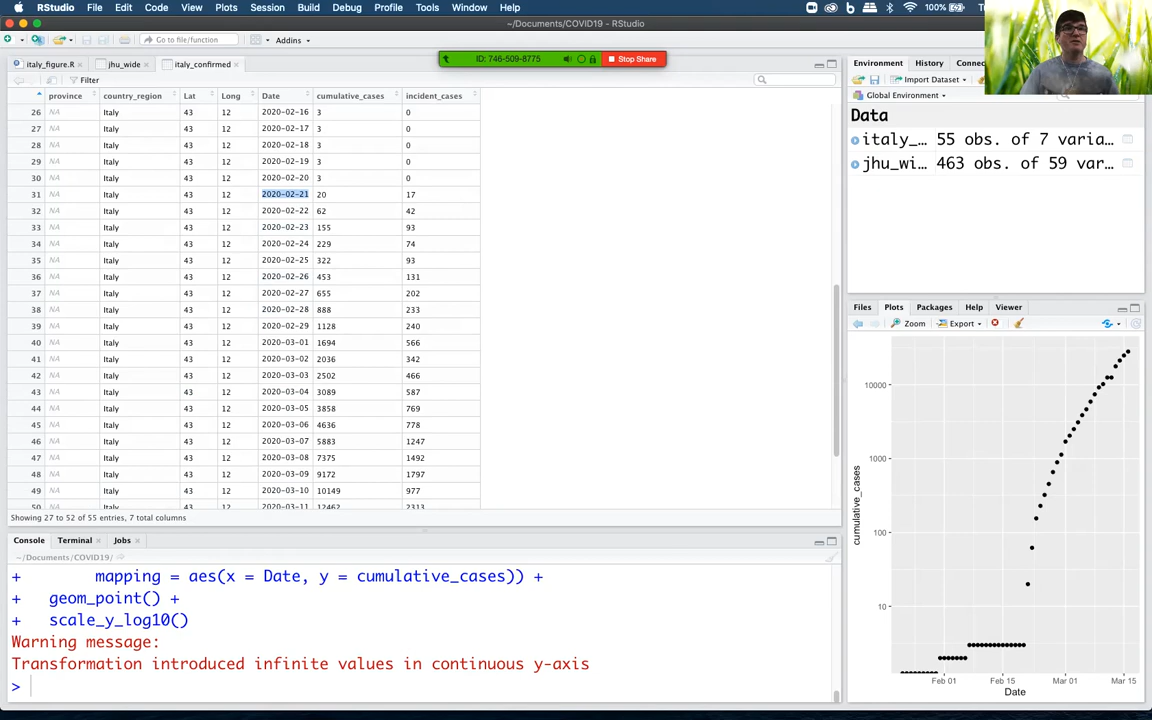 RStudio File Edit Code View Plots Session Build Debug Profile Tools Window Help 100%
~/Documents/COVID19 - RStudio
Go to file/function Addins
ID: 746-509-8775 Stop Share
italy_figure.R jhu_wide italy_confirmed
Filter
province country_region Lat Long Date cumulative_cases incident_cases
26 NA Italy 43 12 2020-02-16 3 0
27 NA Italy 43 12 2020-02-17 3 0
28 NA Italy 43 12 2020-02-18 3 0
29 NA Italy 43 12 2020-02-19 3 0
30 NA Italy 43 12 2020-02-20 3 0
31 NA Italy 43 12 2020-02-21 20 17
32 NA Italy 43 12 2020-02-22 62 42
33 NA Italy 43 12 2020-02-23 155 93
34 NA Italy 43 12 2020-02-24 229 74
35 NA Italy 43 12 2020-02-25 322 93
36 NA Italy 43 12 2020-02-26 453 131
37 NA Italy 43 12 2020-02-27 655 202
38 NA Italy 43 12 2020-02-28 888 233
39 NA Italy 43 12 2020-02-29 1128 240
40 NA Italy 43 12 2020-03-01 1694 566
41 NA Italy 43 12 2020-03-02 2036 342
42 NA Italy 43 12 2020-03-03 2502 466
43 NA Italy 43 12 2020-03-04 3089 587
44 NA Italy 43 12 2020-03-05 3858 769
45 NA Italy 43 12 2020-03-06 4636 778
46 NA Italy 43 12 2020-03-07 5883 1247
47 NA Italy 43 12 2020-03-08 7375 1492
48 NA Italy 43 12 2020-03-09 9172 1797
49 NA Italy 43 12 2020-03-10 10149 977
50 NA Italy 43 12 2020-03-11 12462 2313
Showing 27 to 52 of 55 entries, 7 total columns
Console Terminal Jobs
~/Documents/COVID19/
+ mapping = aes(x = Date, y = cumulative_cases)) +
+ geom_point() +
+ scale_y_log10()
Warning message:
Transformation introduced infinite values in continuous y-axis
>
Environment History Connec
Import Dataset
Global Environment
Data
italy_… 55 obs. of 7 varia…
jhu_wi… 463 obs. of 59 var…
Files Plots Packages Help Viewer
Zoom Export
10000
1000
100
10
cumulative_cases
Feb 01 Feb 15 Mar 01 Mar 15
Date